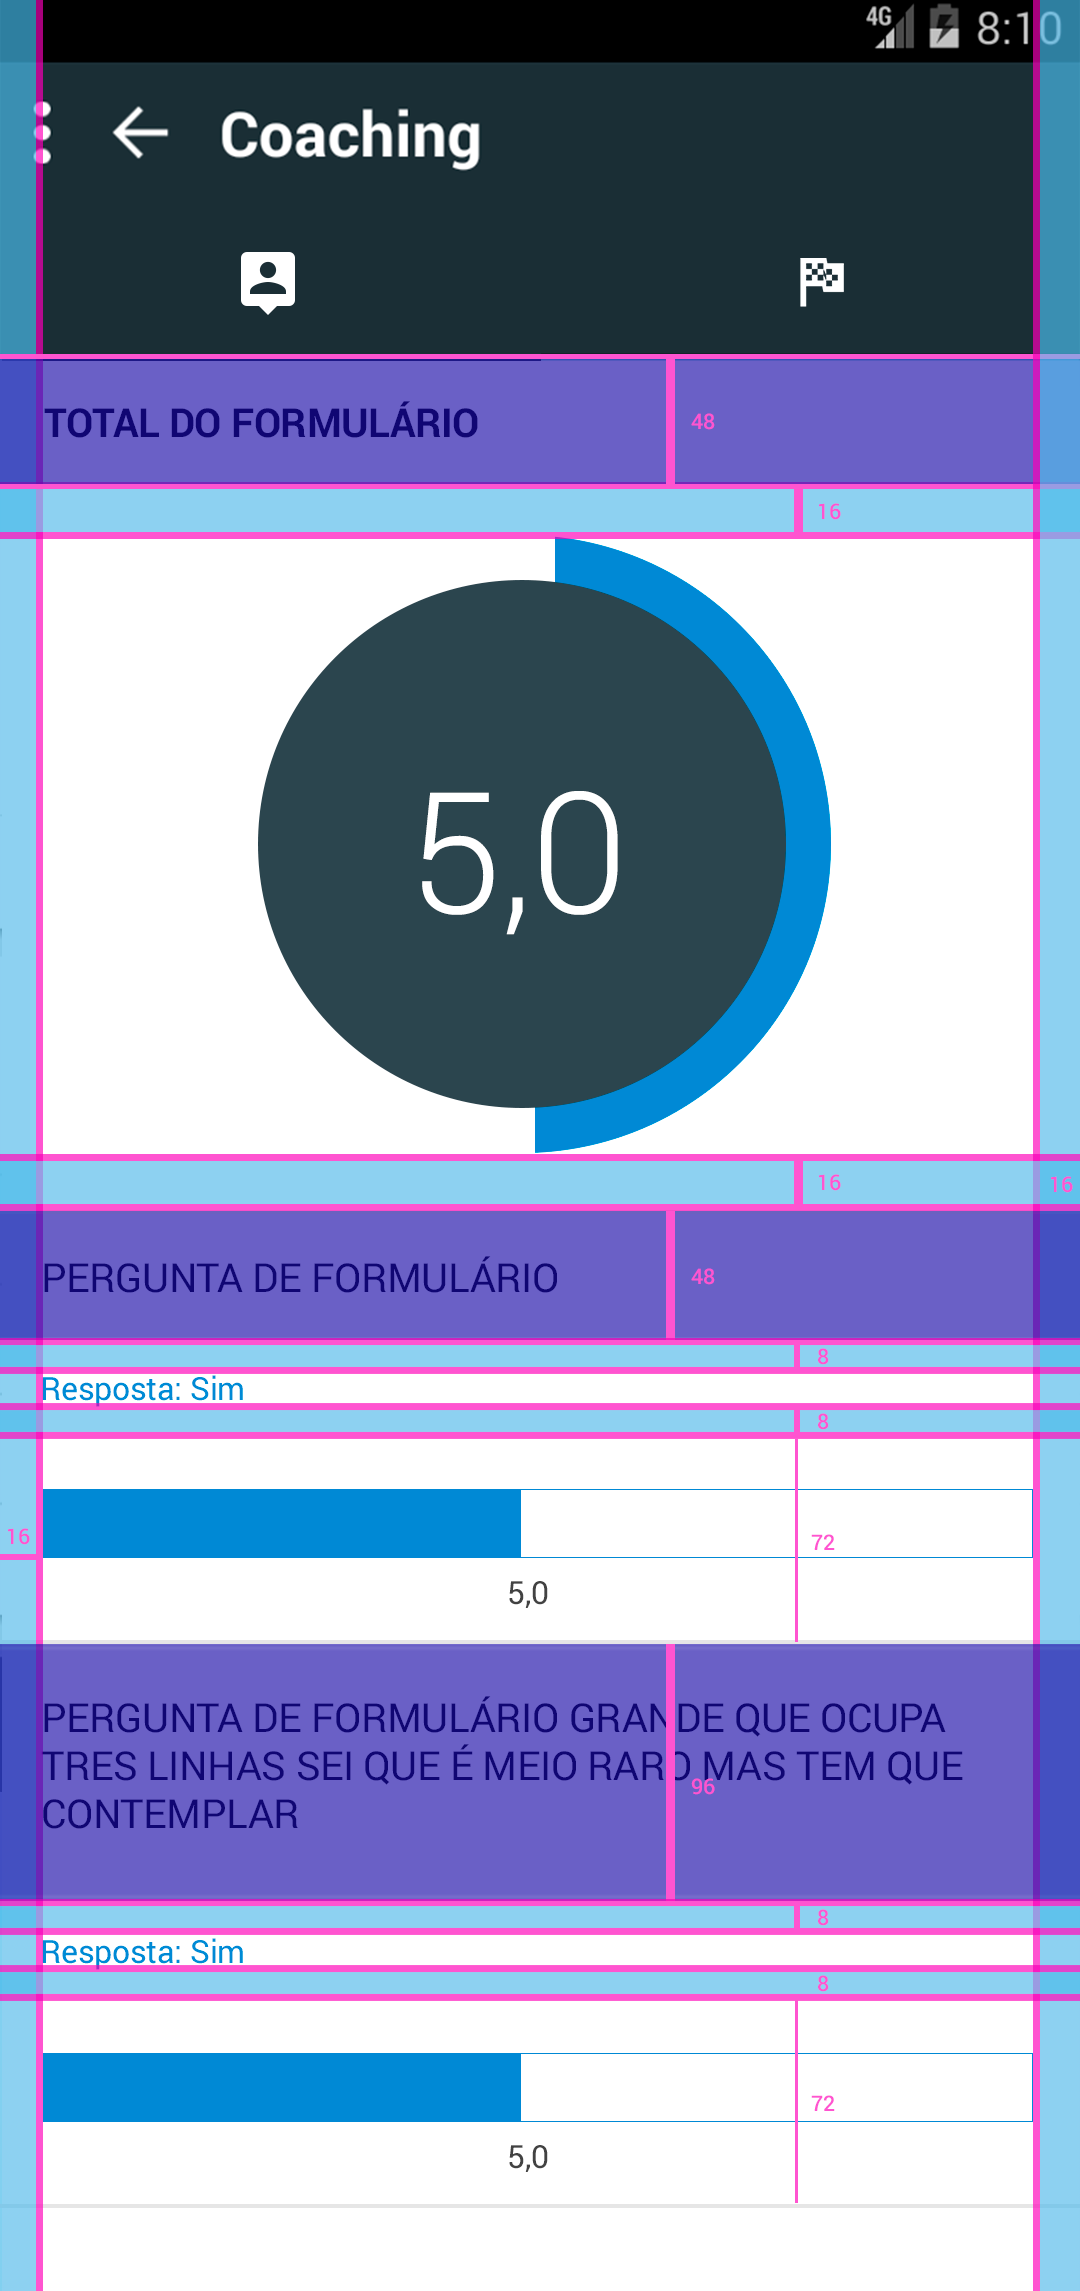 4G 8:10
Coaching
TOTAL DO FORMULÁRIO
48
16
5,0
16
16
PERGUNTA DE FORMULÁRIO
48
8
Resposta: Sim
8
16
72
5,0
PERGUNTA DE FORMULÁRIO GRANDE QUE OCUPA
TRES LINHAS SEI QUE É MEIO RARO MAS TEM QUE
96
CONTEMPLAR
8
Resposta: Sim
8
72
5,0